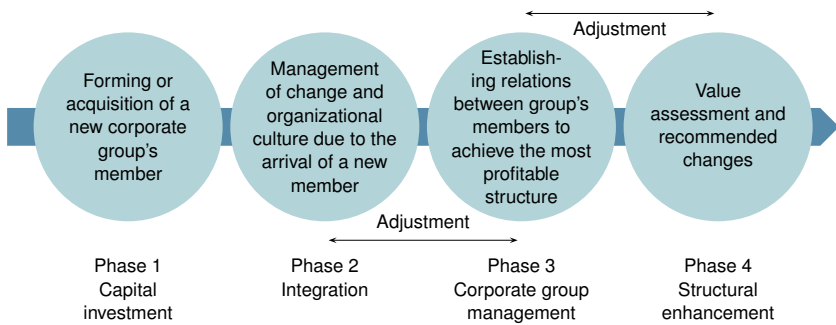 Adjustment
Forming or
acquisition of a
new corporate
group's
member
Management
of change and
organizational
culture due to the
arrival of a new
member
Establish-
ing relations
between group's
members to
achieve the most
profitable
structure
Value
assessment and
recommended
changes
Adjustment
Phase 1
Capital
investment
Phase 2
Integration
Phase 3
Corporate group
management
Phase 4
Structural
enhancement